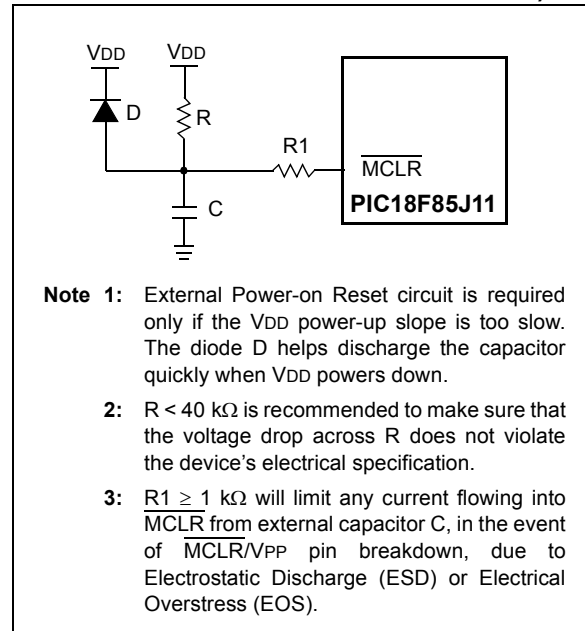 VDD VDD
D
R
R1
MCLR
PIC18F85J11
C
Note 1: External Power-on Reset circuit is required
only if the VDD power-up slope is too slow.
The diode D helps discharge the capacitor
quickly when VDD powers down.
2: R < 40 kΩ is recommended to make sure that
the voltage drop across R does not violate
the device's electrical specification.
3: R1 ≥ 1 kΩ will limit any current flowing into
MCLR from external capacitor C, in the event
of MCLR/VPP pin breakdown, due to
Electrostatic Discharge (ESD) or Electrical
Overstress (EOS).